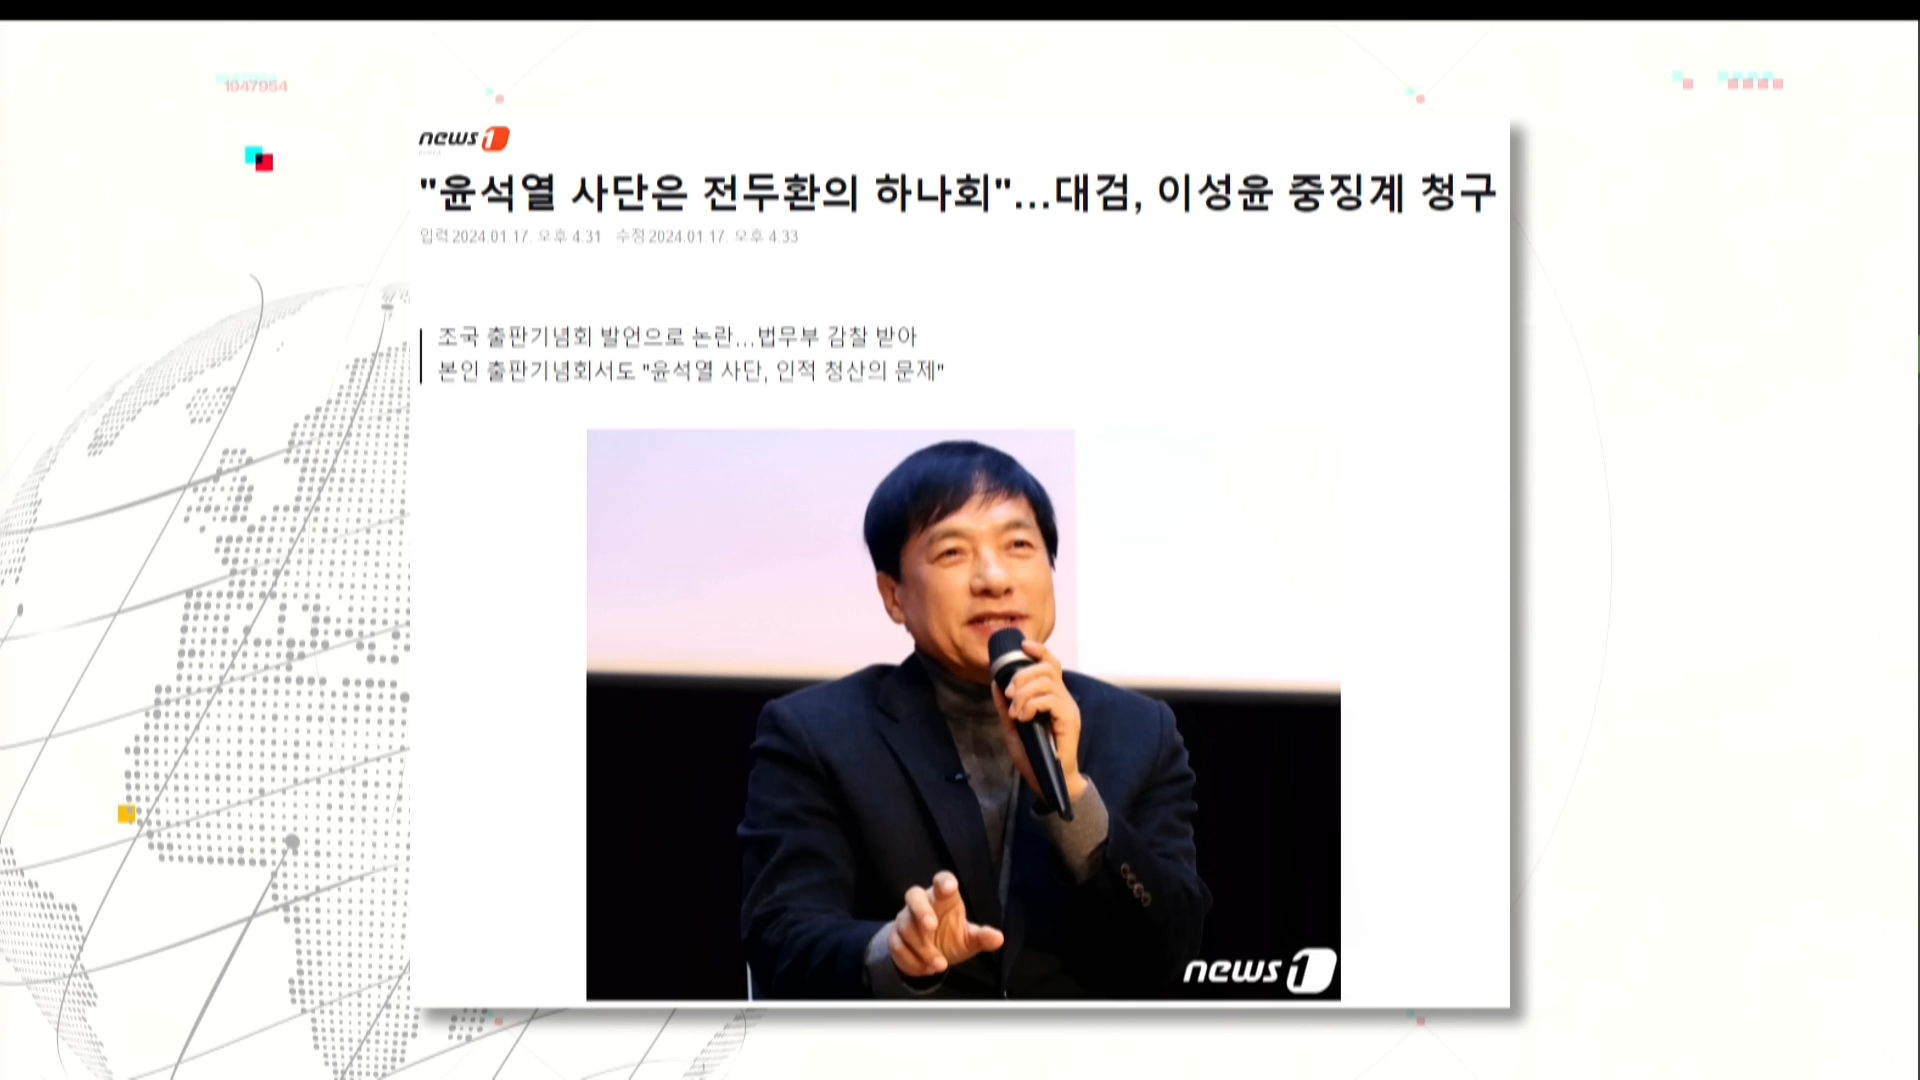 1947954
news1
"윤석열 사단은 전두환의 하나회"...대검, 이성윤 중징계 청구
입력 2024.01.17. 오후 4:31 수정 2024.01.17. 오후 4:33
조국 출판기념회 발언으로 논란...법무부 감찰 받아
본인 출판기념회서도 "윤석열 사단, 인적 청산의 문제"
news1